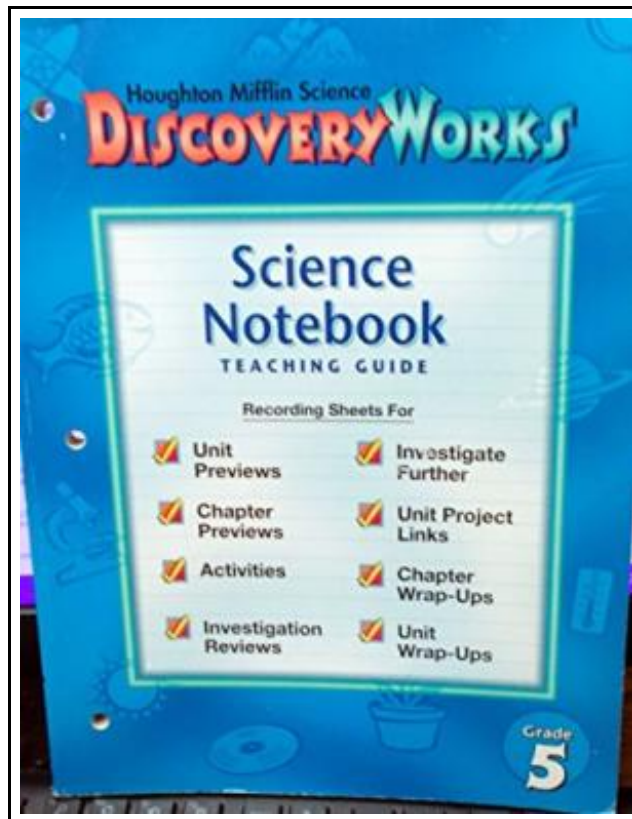 Houghton Mifflin Science
DISCOVERYWORKS
Science
Notebook
TEACHING GUIDE
Recording Sheets For
Unit
Previews
Chapter
Previews
Activities
Investigation
Reviews
Investigate
Further
Unit Project
Links
Chapter
Wrap-Ups
Unit
Wrap-Ups
Grade
5